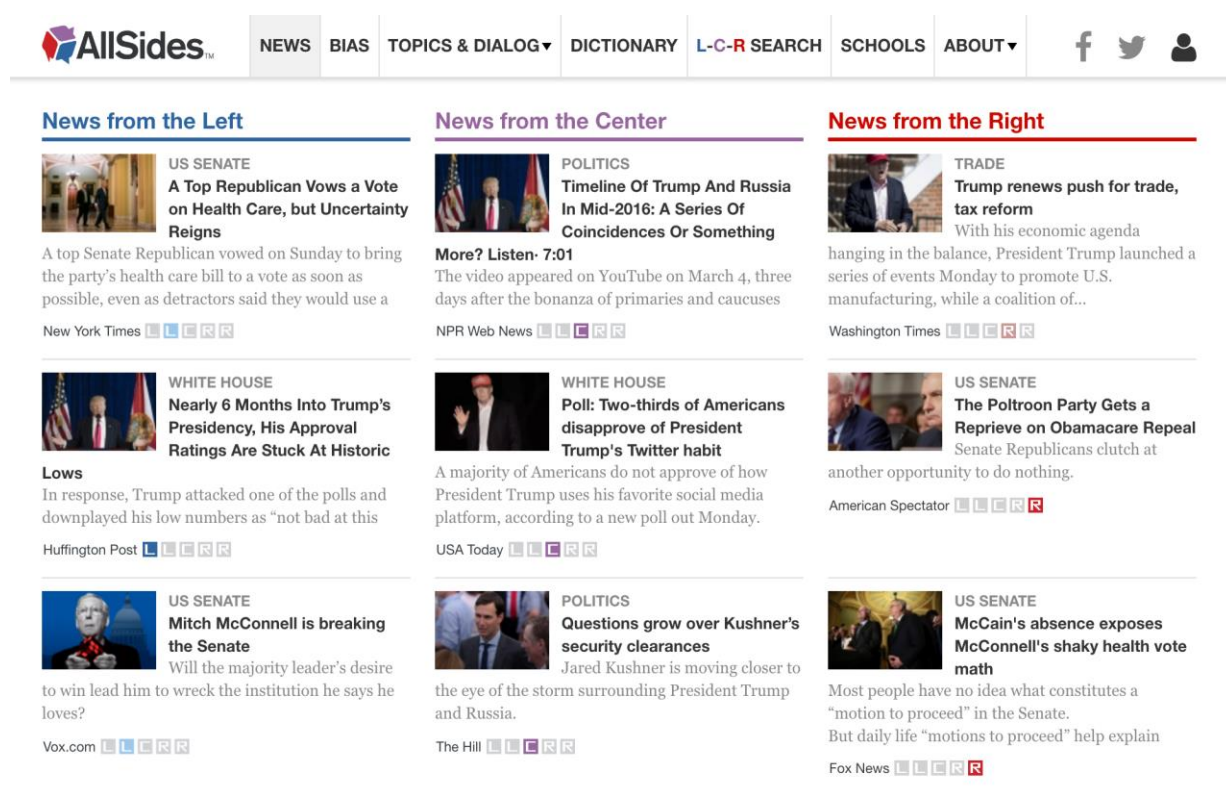 AllSides™
NEWS BIAS TOPICS & DIALOG▾ DICTIONARY L-C-R SEARCH SCHOOLS ABOUT▾
News from the Left
US SENATE
A Top Republican Vows a Vote
on Health Care, but Uncertainty
Reigns
A top Senate Republican vowed on Sunday to bring
the party’s health care bill to a vote as soon as
possible, even as detractors said they would use a
New York Times L L C R R
WHITE HOUSE
Nearly 6 Months Into Trump’s
Presidency, His Approval
Ratings Are Stuck At Historic
Lows
In response, Trump attacked one of the polls and
downplayed his low numbers as “not bad at this
Huffington Post L L C R R
US SENATE
Mitch McConnell is breaking
the Senate
Will the majority leader’s desire
to win lead him to wreck the institution he says he
loves?
Vox.com L L C R R
News from the Center
POLITICS
Timeline Of Trump And Russia
In Mid-2016: A Series Of
Coincidences Or Something
More? Listen· 7:01
The video appeared on YouTube on March 4, three
days after the bonanza of primaries and caucuses
NPR Web News L L C R R
WHITE HOUSE
Poll: Two-thirds of Americans
disapprove of President
Trump's Twitter habit
A majority of Americans do not approve of how
President Trump uses his favorite social media
platform, according to a new poll out Monday.
USA Today L L C R R
POLITICS
Questions grow over Kushner’s
security clearances
Jared Kushner is moving closer to
the eye of the storm surrounding President Trump
and Russia.
The Hill L L C R R
News from the Right
TRADE
Trump renews push for trade,
tax reform
With his economic agenda
hanging in the balance, President Trump launched a
series of events Monday to promote U.S.
manufacturing, while a coalition of...
Washington Times L L C R R
US SENATE
The Poltroon Party Gets a
Reprieve on Obamacare Repeal
Senate Republicans clutch at
another opportunity to do nothing.
American Spectator L L C R R
US SENATE
McCain's absence exposes
McConnell's shaky health vote
math
Most people have no idea what constitutes a
“motion to proceed” in the Senate.
But daily life “motions to proceed” help explain
Fox News L L C R R